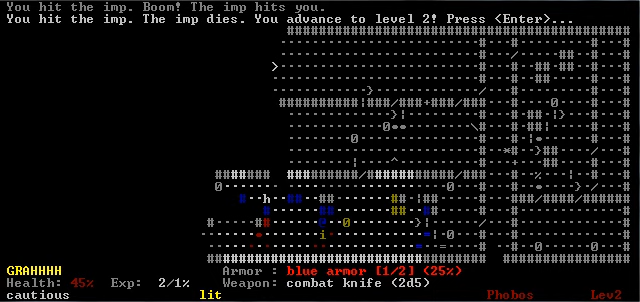 You hit the imp. Boom! The imp hits you.
You hit the imp. The imp dies. You advance to level 2! Press <Enter>...
GRAHHHH Armor : blue armor [1/2] (25%)
Health: 45% Exp: 2/1% Weapon: combat knife (2d5)
cautious lit Phobos Lev2